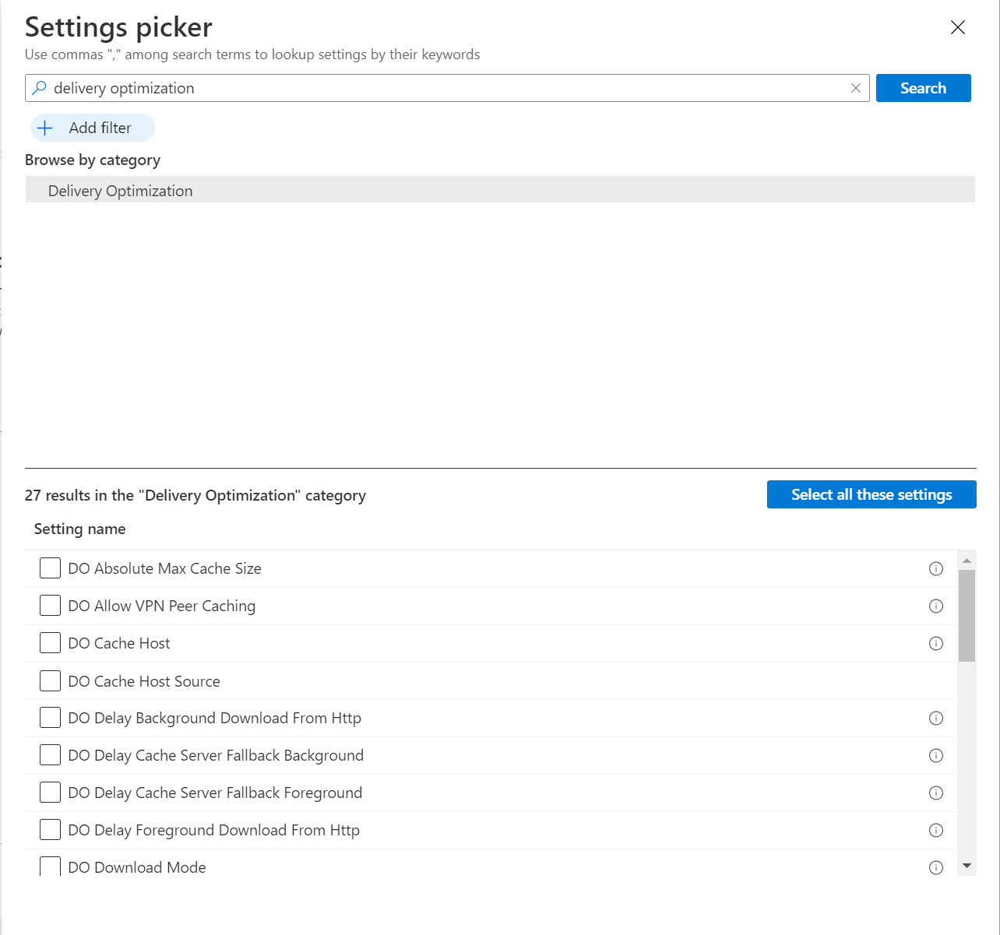 Settings picker
Use commas "," among search terms to lookup settings by their keywords
delivery optimization
Search
Add filter
Browse by category
Delivery Optimization
27 results in the "Delivery Optimization" category
Select all these settings
Setting name
DO Absolute Max Cache Size
DO Allow VPN Peer Caching
DO Cache Host
DO Cache Host Source
DO Delay Background Download From Http
DO Delay Cache Server Fallback Background
DO Delay Cache Server Fallback Foreground
DO Delay Foreground Download From Http
DO Download Mode